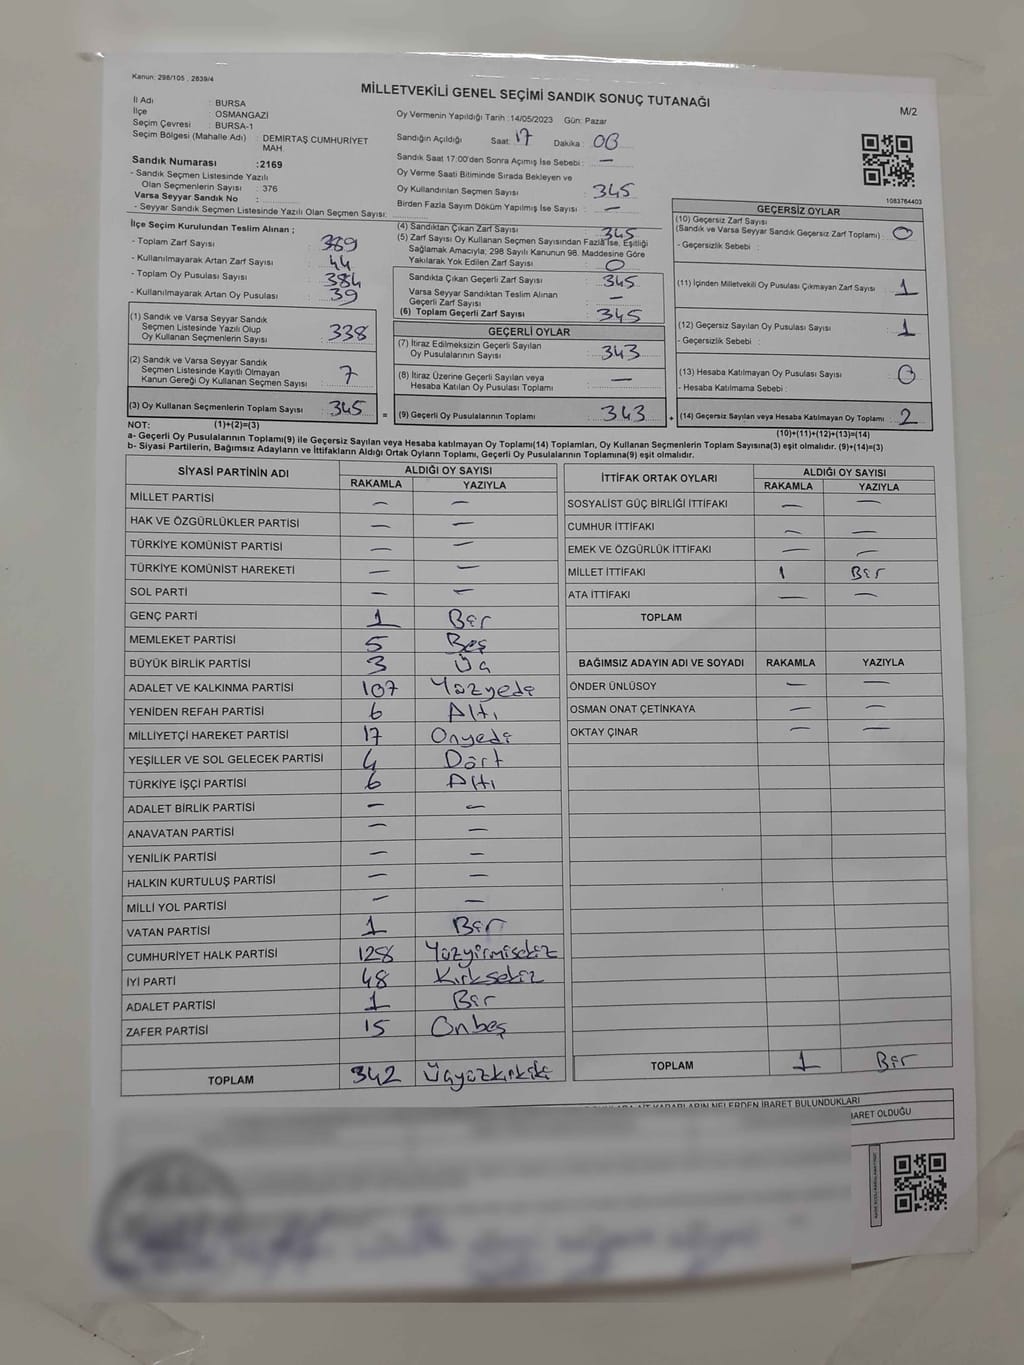 Kanun: 298/105 , 2839/4
MİLLETVEKİLİ GENEL SEÇİMİ SANDIK SONUÇ TUTANAĞI
M/2
İl Adı : BURSA
İlçe : OSMANGAZİ
Seçim Çevresi : BURSA-1
Seçim Bölgesi (Mahalle Adı) : DEMİRTAŞ CUMHURİYET MAH
Sandık Numarası :2169
- Sandık Seçmen Listesinde Yazılı
Olan Seçmenlerin Sayısı : 376
Varsa Seyyar Sandık No :
- Seyyar Sandık Seçmen Listesinde Yazılı Olan Seçmen Sayısı:
Oy Vermenin Yapıldığı Tarih :14/05/2023 Gün: Pazar
Sandığın Açıldığı Saat 17 Dakika : 00
Sandık Saat 17:00'den Sonra Açımış İse Sebebi : —
Oy Verme Saati Bitiminde Sırada Bekleyen ve
Oy Kullandırılan Seçmen Sayısı : 345
Birden Fazla Sayım Döküm Yapılmış İse Sayısı : —
1083764403
İlçe Seçim Kurulundan Teslim Alınan ;
- Toplam Zarf Sayısı : 389
- Kullanılmayarak Artan Zarf Sayısı : 44
- Toplam Oy Pusulası Sayısı : 384
- Kullanılmayarak Artan Oy Pusulası : 39
(1) Sandık ve Varsa Seyyar Sandık
Seçmen Listesinde Yazılı Olup
Oy Kullanan Seçmenlerin Sayısı : 338
(2) Sandık ve Varsa Seyyar Sandık
Seçmen Listesinde Kayıtlı Olmayan
Kanun Gereği Oy Kullanan Seçmen Sayısı : 7
(3) Oy Kullanan Seçmenlerin Toplam Sayısı : 345
(4) Sandıktan Çıkan Zarf Sayısı : 345
(5) Zarf Sayısı Oy Kullanan Seçmen Sayısından Fazla İse, Eşitliği
Sağlamak Amacıyla; 298 Sayılı Kanunun 98. Maddesine Göre
Yakılarak Yok Edilen Zarf Sayısı : 0
Sandıkta Çıkan Geçerli Zarf Sayısı : 345
Varsa Seyyar Sandıktan Teslim Alınan
Geçerli Zarf Sayısı : —
(6) Toplam Geçerli Zarf Sayısı : 345
GEÇERLİ OYLAR
(7) İtiraz Edilmeksizin Geçerli Sayılan
Oy Pusulalarının Sayısı : 343
(8) İtiraz Üzerine Geçerli Sayılan veya
Hesaba Katılan Oy Pusulası Toplamı : —
= (9) Geçerli Oy Pusulalarının Toplamı : 343
GEÇERSİZ OYLAR
(10) Geçersiz Zarf Sayısı
(Sandık ve Varsa Seyyar Sandık Geçersiz Zarf Toplamı) : 0
- Geçersizlik Sebebi :
(11) İçinden Milletvekili Oy Pusulası Çıkmayan Zarf Sayısı : 1
(12) Geçersiz Sayılan Oy Pusulası Sayısı : 1
- Geçersizlik Sebebi :
(13) Hesaba Katılmayan Oy Pusulası Sayısı : 0
- Hesaba Katılmama Sebebi :
+ (14) Geçersiz Sayılan veya Hesaba Katılmayan Oy Toplamı : 2
NOT: (1)+(2)=(3)
(10)+(11)+(12)+(13)=(14)
a- Geçerli Oy Pusulalarının Toplamı(9) ile Geçersiz Sayılan veya Hesaba katılmayan Oy Toplamı(14) Toplamları, Oy Kullanan Seçmenlerin Toplam Sayısına(3) eşit olmalıdır. (9)+(14)=(3)
b- Siyasi Partilerin, Bağımsız Adayların ve İttifakların Aldığı Ortak Oyların Toplamı, Geçerli Oy Pusulalarının Toplamına(9) eşit olmalıdır.
SİYASİ PARTİNİN ADI ALDIĞI OY SAYISI
RAKAMLA YAZIYLA
MİLLET PARTİSİ — —
HAK VE ÖZGÜRLÜKLER PARTİSİ — —
TÜRKİYE KOMÜNİST PARTİSİ — —
TÜRKİYE KOMÜNİST HAREKETİ — —
SOL PARTİ — —
GENÇ PARTİ 1 Bir
MEMLEKET PARTİSİ 5 Beş
BÜYÜK BİRLİK PARTİSİ 3 Üç
ADALET VE KALKINMA PARTİSİ 107 Yüzyedi
YENİDEN REFAH PARTİSİ 6 Altı
MİLLİYETÇİ HAREKET PARTİSİ 17 Onyedi
YEŞİLLER VE SOL GELECEK PARTİSİ 4 Dört
TÜRKİYE İŞÇİ PARTİSİ 6 Altı
ADALET BİRLİK PARTİSİ — —
ANAVATAN PARTİSİ — —
YENİLİK PARTİSİ — —
HALKIN KURTULUŞ PARTİSİ — —
MİLLİ YOL PARTİSİ — —
VATAN PARTİSİ 1 Bir
CUMHURİYET HALK PARTİSİ 128 Yüzyirmisekiz
İYİ PARTİ 48 Kırksekiz
ADALET PARTİSİ 1 Bir
ZAFER PARTİSİ 15 Onbeş
TOPLAM 342 Üçyüzkırkiki
İTTİFAK ORTAK OYLARI ALDIĞI OY SAYISI
RAKAMLA YAZIYLA
SOSYALİST GÜÇ BİRLİĞİ İTTİFAKI — —
CUMHUR İTTİFAKI — —
EMEK VE ÖZGÜRLÜK İTTİFAKI — —
MİLLET İTTİFAKI 1 Bir
ATA İTTİFAKI — —
TOPLAM
BAĞIMSIZ ADAYIN ADI VE SOYADI RAKAMLA YAZIYLA
ÖNDER ÜNLÜSOY — —
OSMAN ONAT ÇETİNKAYA — —
OKTAY ÇINAR — —
TOPLAM 1 Bir
NELERDEN İBARET BULUNDUKLARI
İBARET OLDUĞU